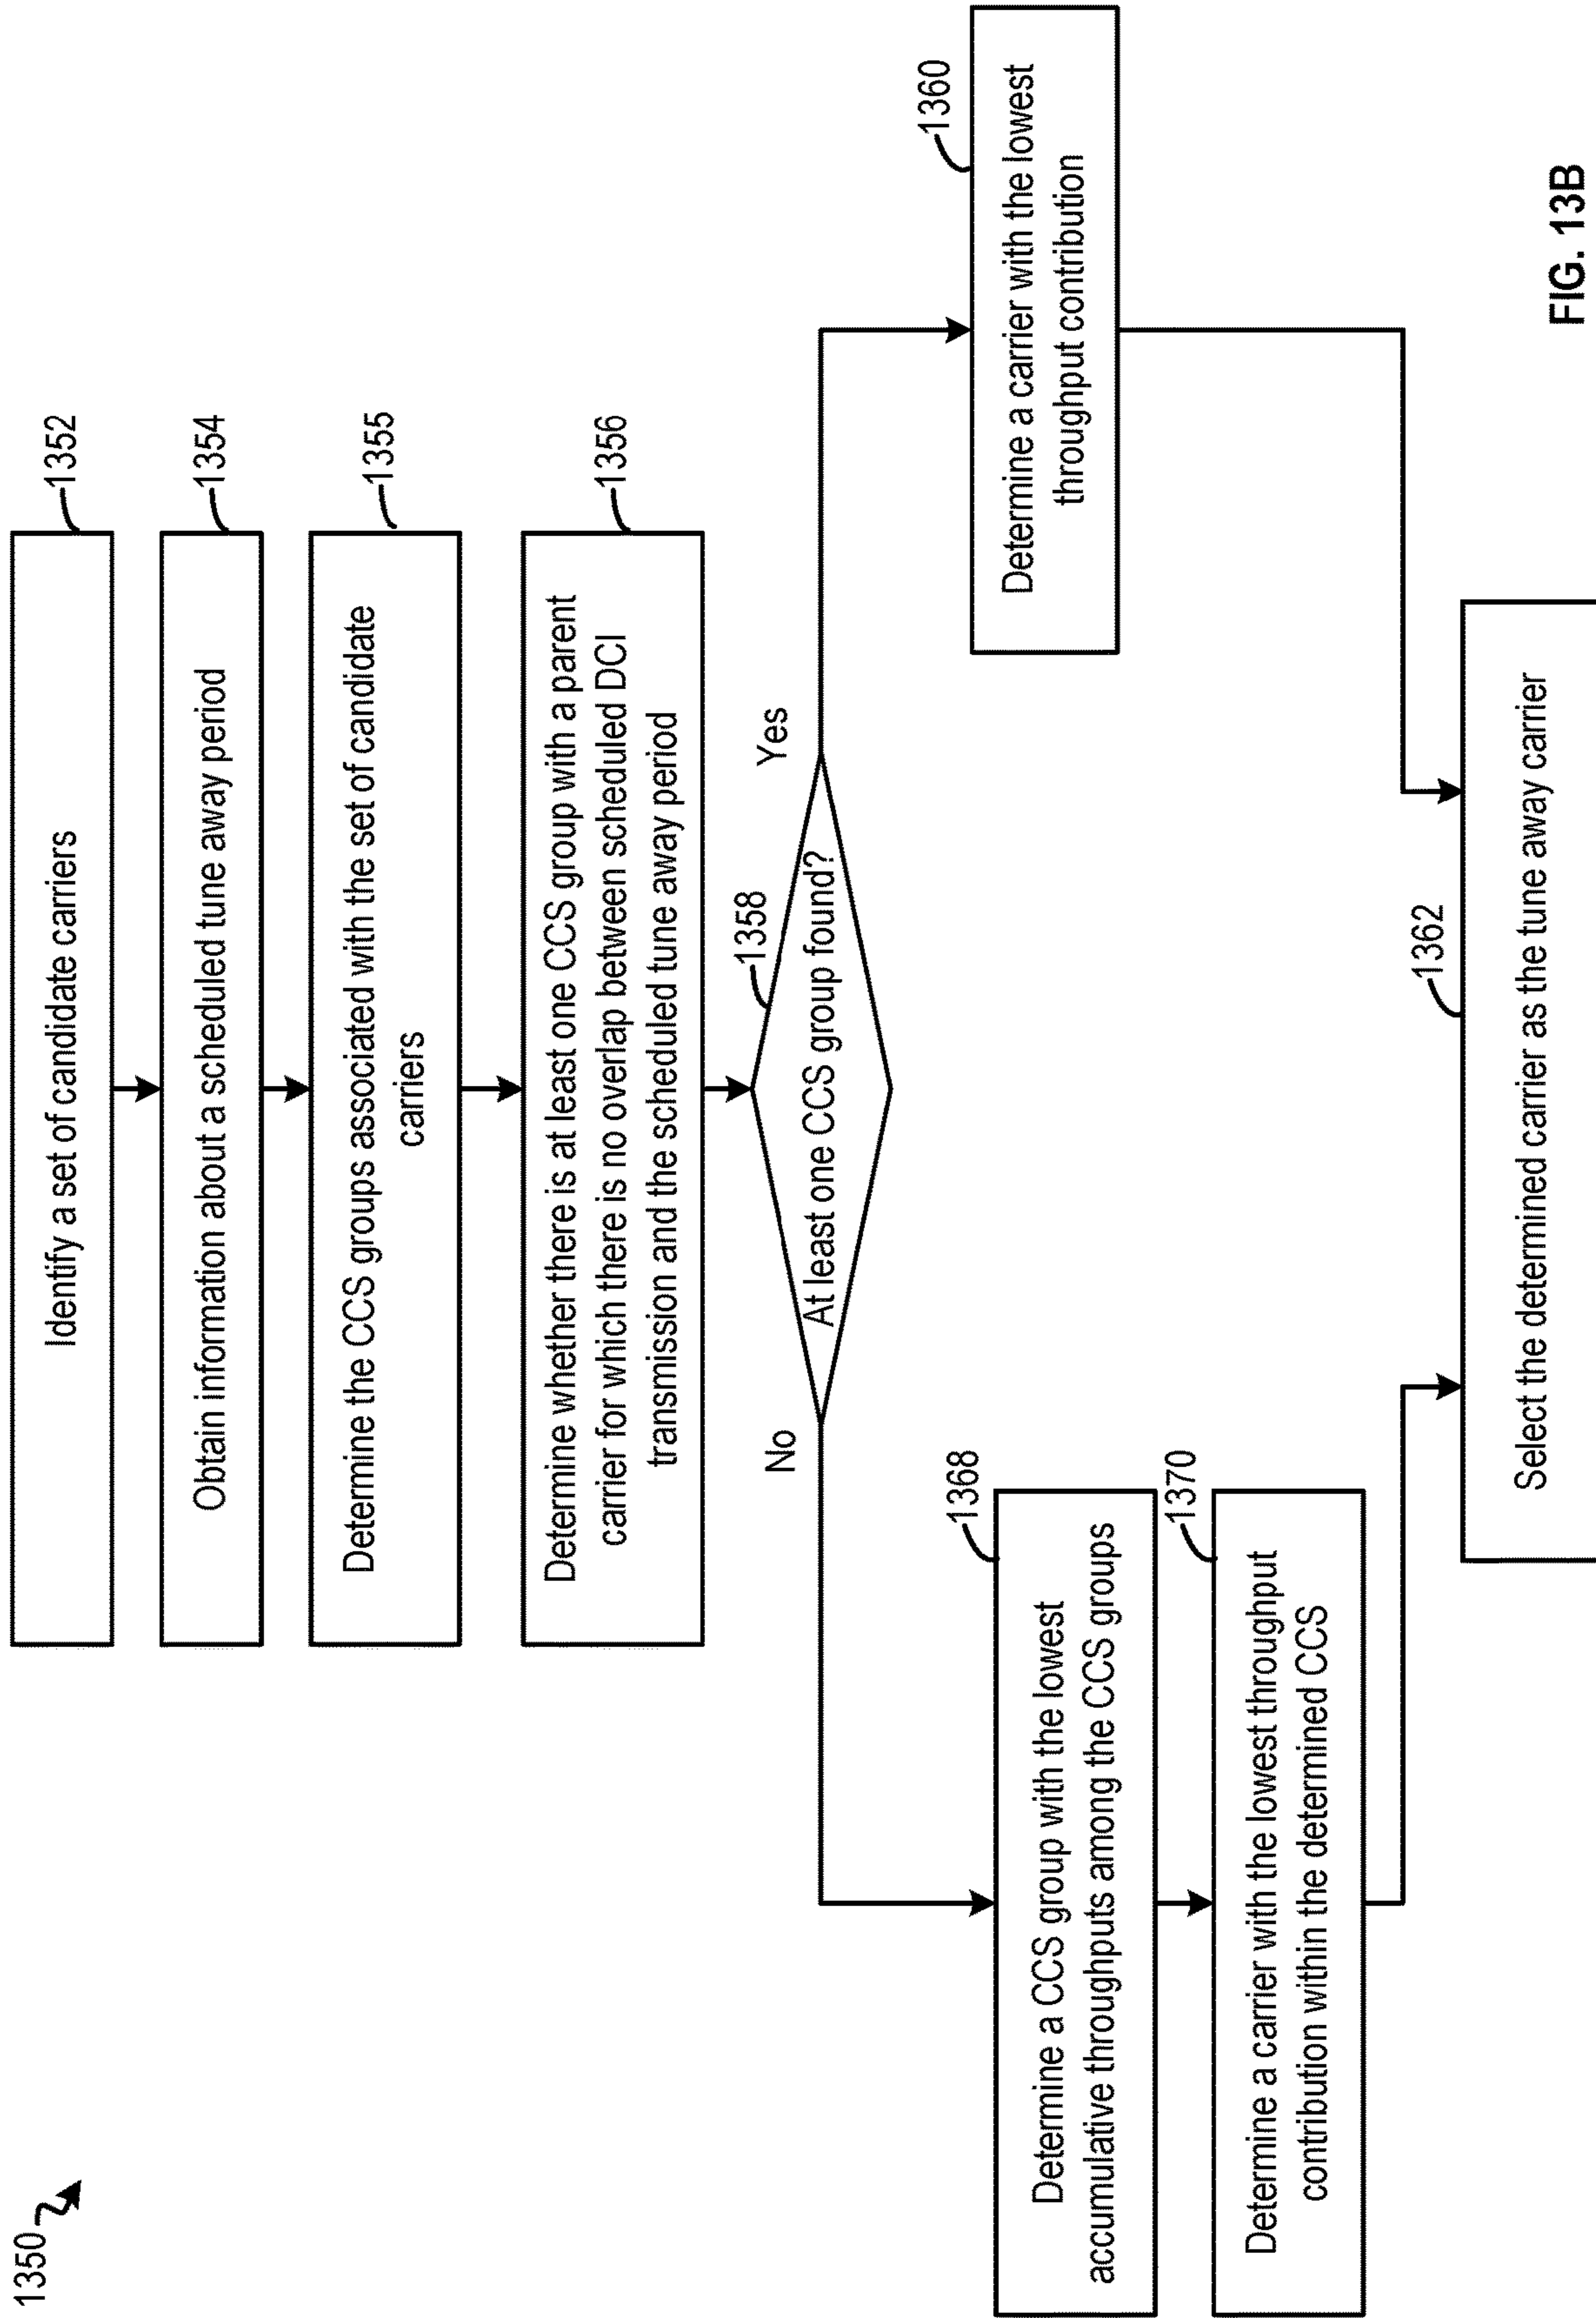 1350
Identify a set of candidate carriers
1352
Obtain information about a scheduled tune away period
1354
Determine the CCS groups associated with the set of candidate
carriers
1355
Determine whether there is at least one CCS group with a parent
carrier for which there is no overlap between scheduled DCI
transmission and the scheduled tune away period
1356
1358
At least one CCS group found?
No
Yes
1368
Determine a CCS group with the lowest
accumulative throughputs among the CCS groups
1370
Determine a carrier with the lowest throughput
contribution within the determined CCS
1360
Determine a carrier with the lowest
throughput contribution
1362
Select the determined carrier as the tune away carrier
FIG. 13B